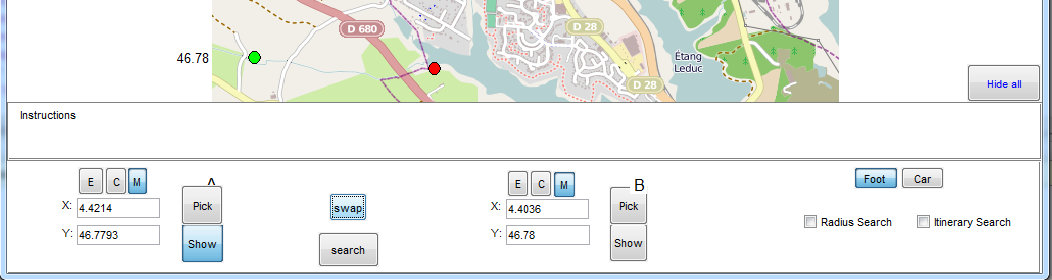 D 680
D 28
46.78
Étang
Leduc
D 28
Hide all
Instructions
A
E C M
X: 4.4214
Pick
Y: 46.7793
Show
swap
search
B
E C M
X: 4.4036
Pick
Y: 46.78
Show
Foot Car
Radius Search Itinerary Search